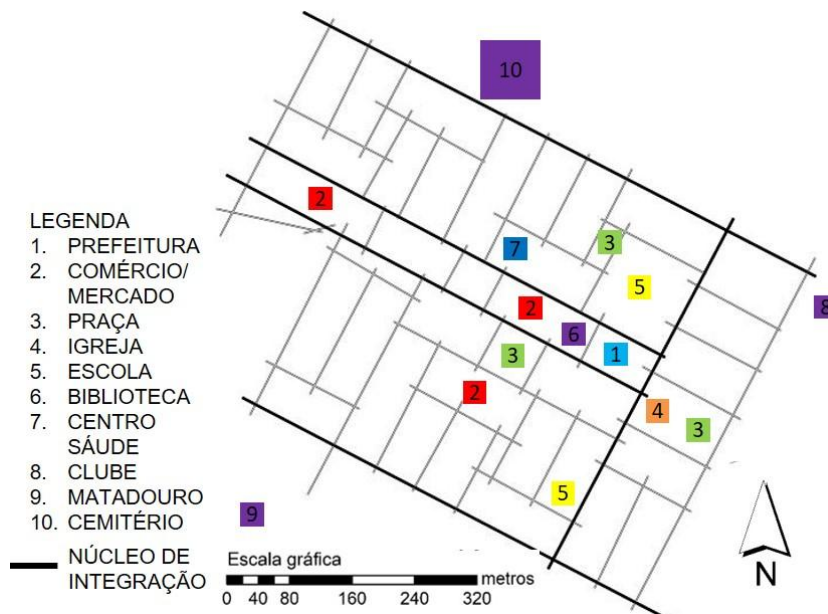 10
2
7
3
5
2
6
1
3
2
4
3
5
8
9
LEGENDA
1. PREFEITURA
2. COMÉRCIO/
MERCADO
3. PRAÇA
4. IGREJA
5. ESCOLA
6. BIBLIOTECA
7. CENTRO
SÁUDE
8. CLUBE
9. MATADOURO
10. CEMITÉRIO
NÚCLEO DE
INTEGRAÇÃO
Escala gráfica
metros
0 40 80 160 240 320
N